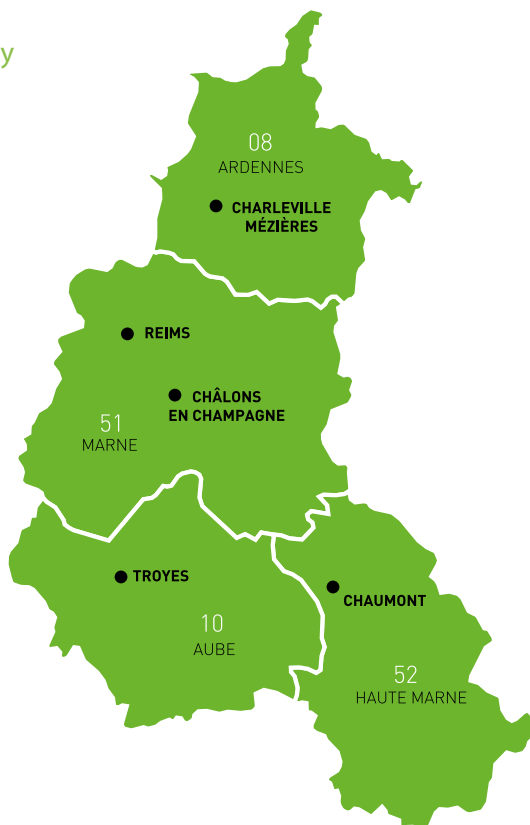 y
08
ARDENNES
CHARLEVILLE
MÉZIÈRES
REIMS
CHÂLONS
EN CHAMPAGNE
51
MARNE
TROYES
CHAUMONT
10
AUBE
52
HAUTE MARNE